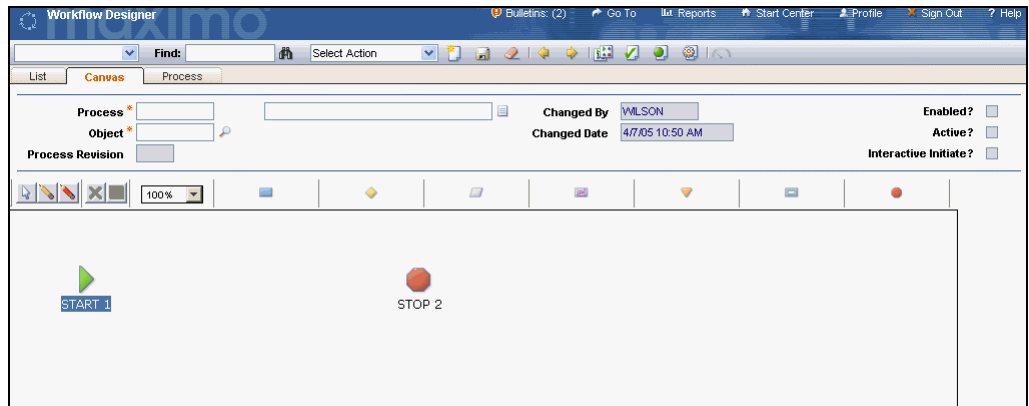 maximo
Workflow Designer
Bulletins: (2) Go To Reports Start Center Profile Sign Out ? Help
Find: Select Action
List Canvas Process
Process * Changed By WILSON Enabled?
Object * Changed Date 4/7/05 10:50 AM Active?
Process Revision Interactive Initiate?
100%
START 1 STOP 2